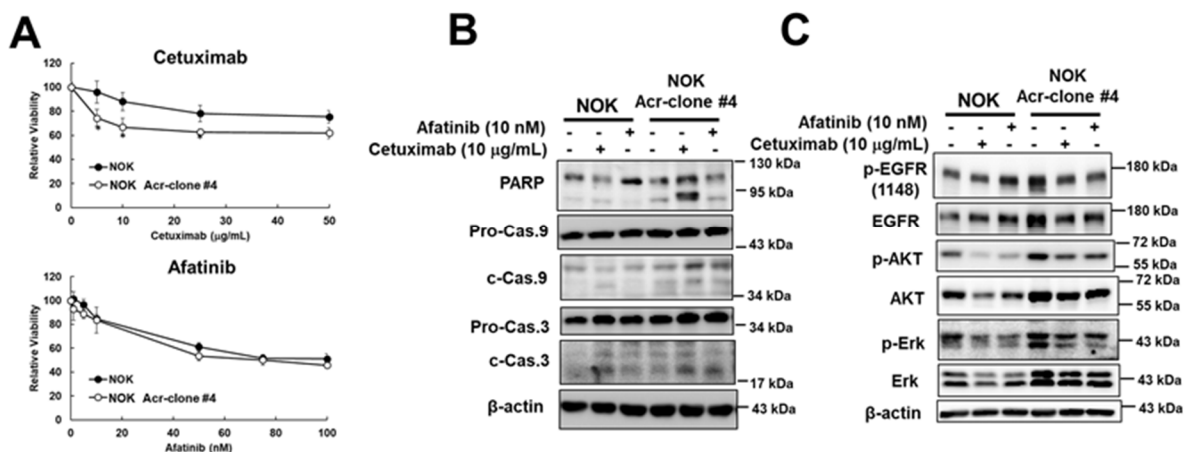 A
Cetuximab
120
100
80
60
40
20
0
Relative Viability
* *
NOK
NOK Acr-clone #4
0 10 20 30 40 50
Cetuximab (µg/mL)
Afatinib
120
100
80
60
40
20
0
Relative Viability
NOK
NOK Acr-clone #4
0 20 40 60 80 100
Afatinib (nM)
B
NOK
NOK
Acr-clone #4
Afatinib (10 nM) - - + - - +
Cetuximab (10 µg/mL) - + - - + -
PARP
130 kDa
95 kDa
Pro-Cas.9
43 kDa
c-Cas.9
34 kDa
Pro-Cas.3
34 kDa
c-Cas.3
17 kDa
β-actin
43 kDa
C
NOK
NOK
Acr-clone #4
Afatinib (10 nM) - - + - - +
Cetuximab (10 µg/mL) - + - - + -
p-EGFR
(1148)
180 kDa
EGFR
180 kDa
p-AKT
72 kDa
55 kDa
AKT
72 kDa
55 kDa
p-Erk
43 kDa
Erk
43 kDa
β-actin
43 kDa